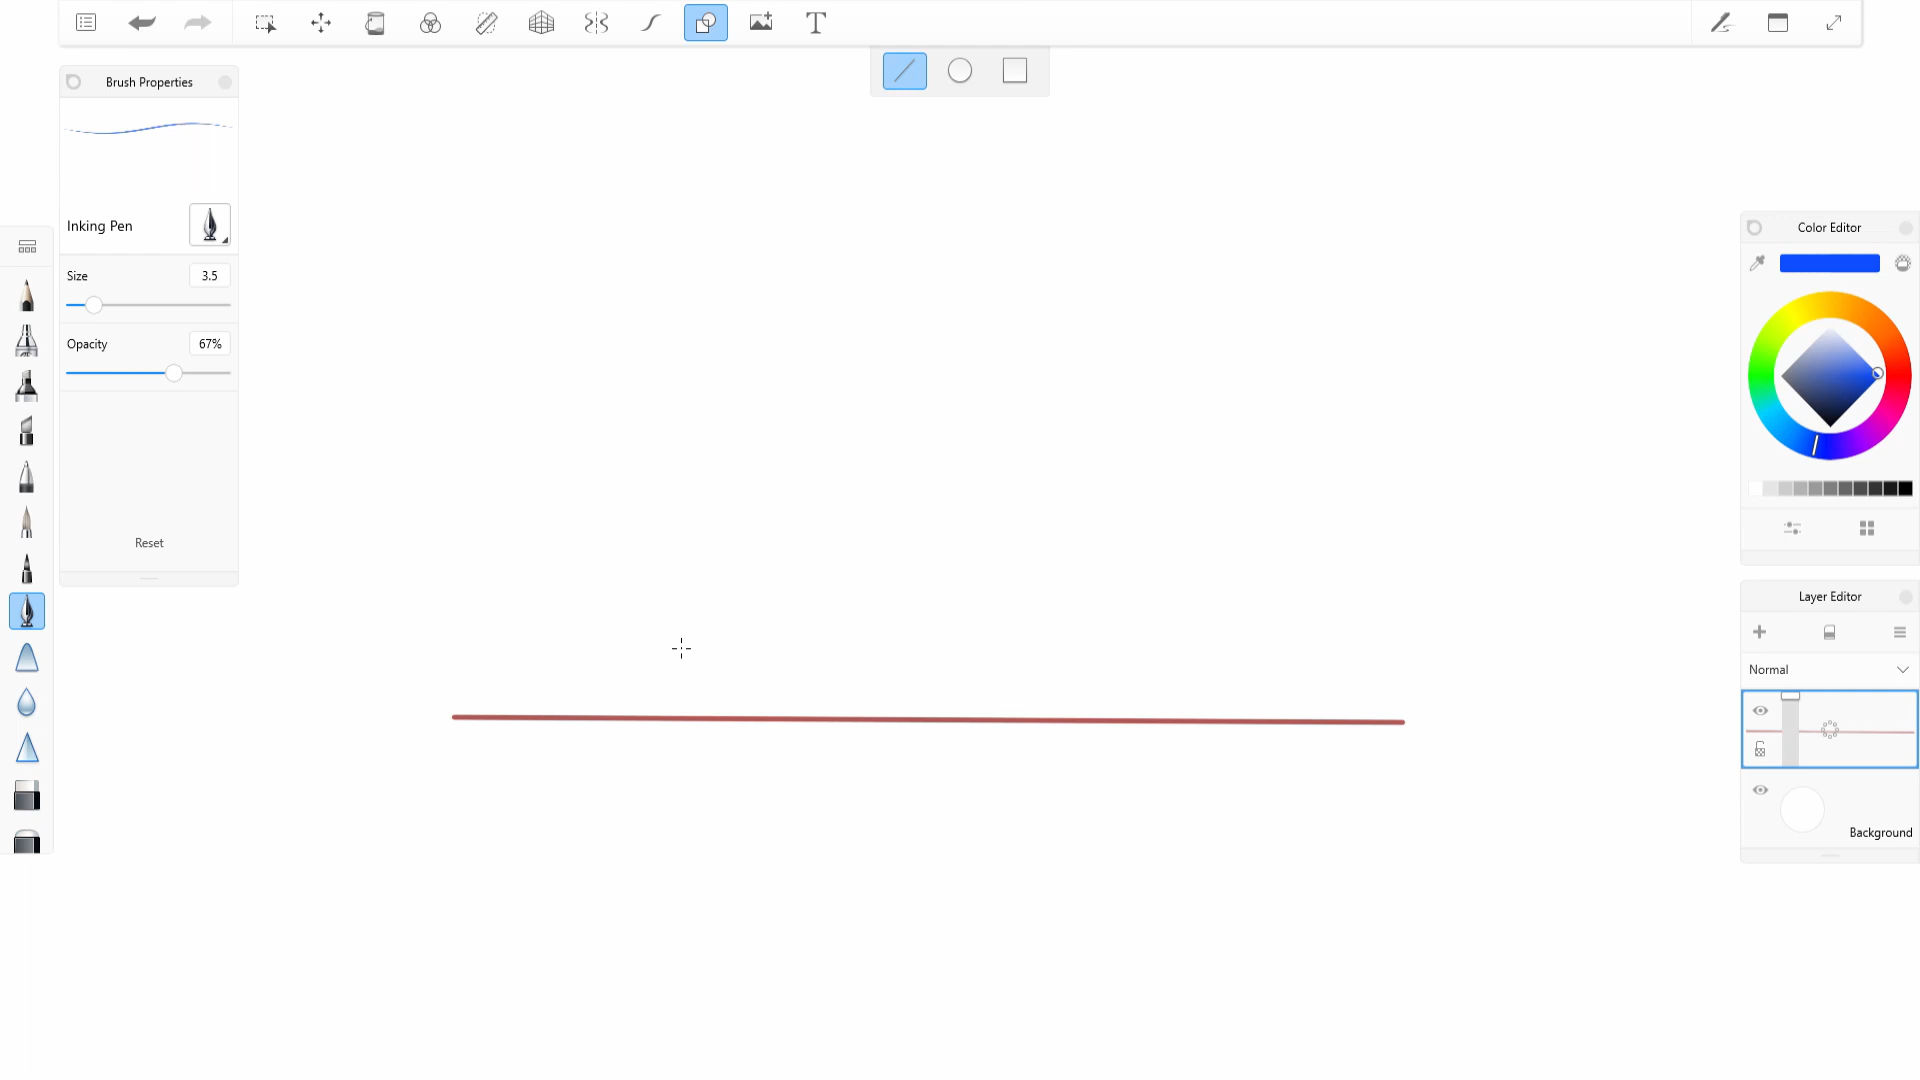 Brush Properties
Inking Pen
Size
3.5
Opacity
67%
Reset
Color Editor
Layer Editor
Normal
Background